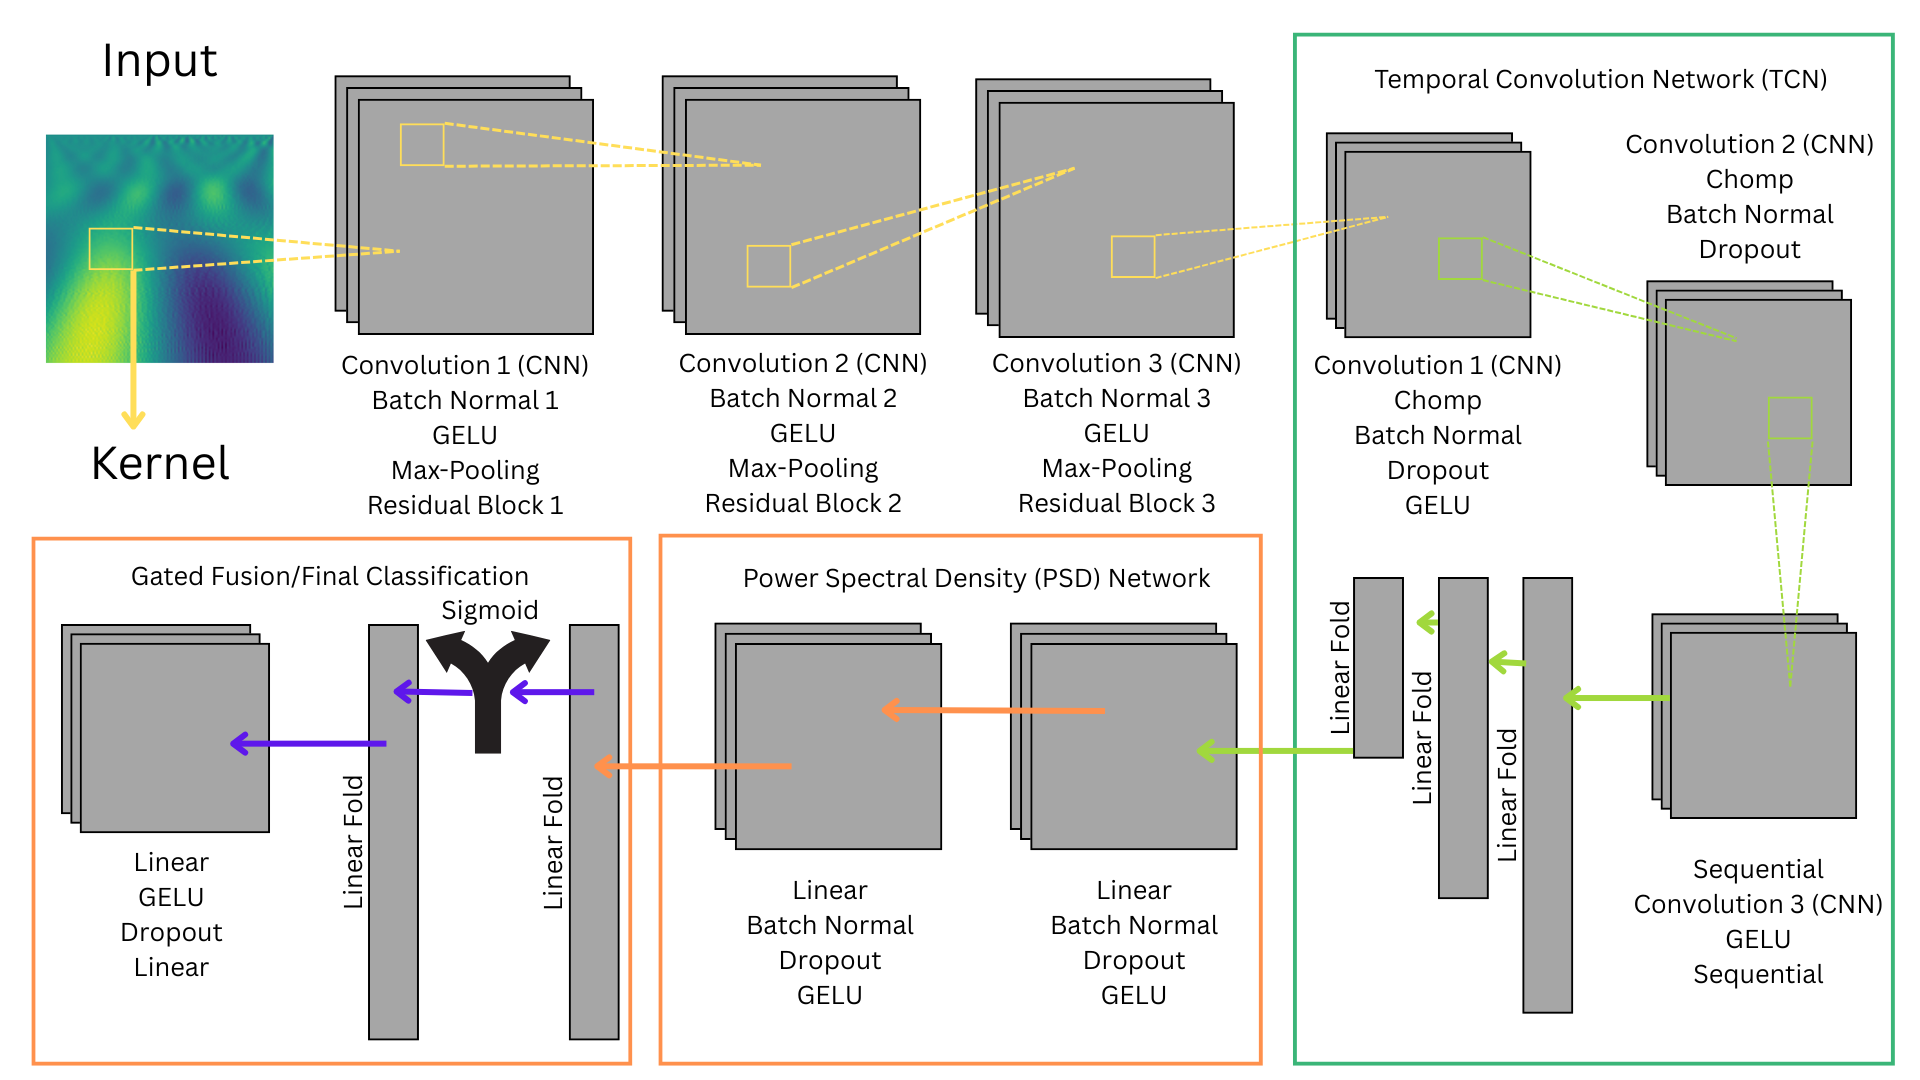 Input
Kernel
Convolution 1 (CNN)
Batch Normal 1
GELU
Max-Pooling
Residual Block 1
Convolution 2 (CNN)
Batch Normal 2
GELU
Max-Pooling
Residual Block 2
Convolution 3 (CNN)
Batch Normal 3
GELU
Max-Pooling
Residual Block 3
Temporal Convolution Network (TCN)
Convolution 1 (CNN)
Chomp
Batch Normal
Dropout
GELU
Convolution 2 (CNN)
Chomp
Batch Normal
Dropout
Sequential
Convolution 3 (CNN)
GELU
Sequential
Linear Fold
Linear Fold
Linear Fold
Power Spectral Density (PSD) Network
Linear
Batch Normal
Dropout
GELU
Linear
Batch Normal
Dropout
GELU
Gated Fusion/Final Classification
Sigmoid
Linear Fold
Linear Fold
Linear
GELU
Dropout
Linear